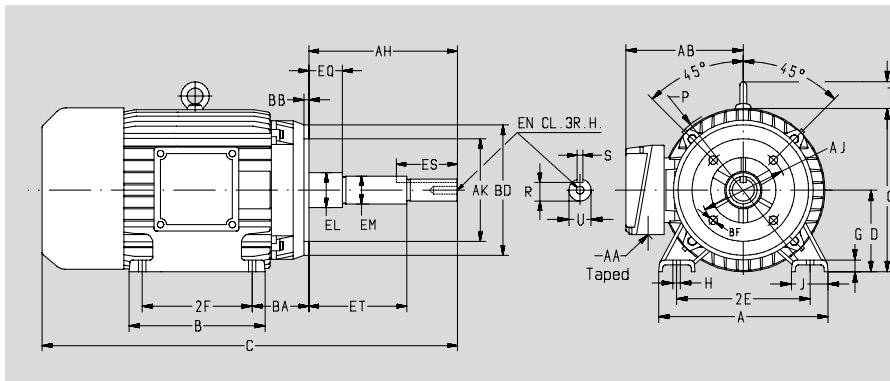 AH
EQ
BB
EN CL.3R.H.
ES
AK
BD
EL
EM
2F
BA
ET
B
C
AB
45°
45°
P
S
R
U
AJ
BF
-AA
Taped
G
D
H
J
2E
A